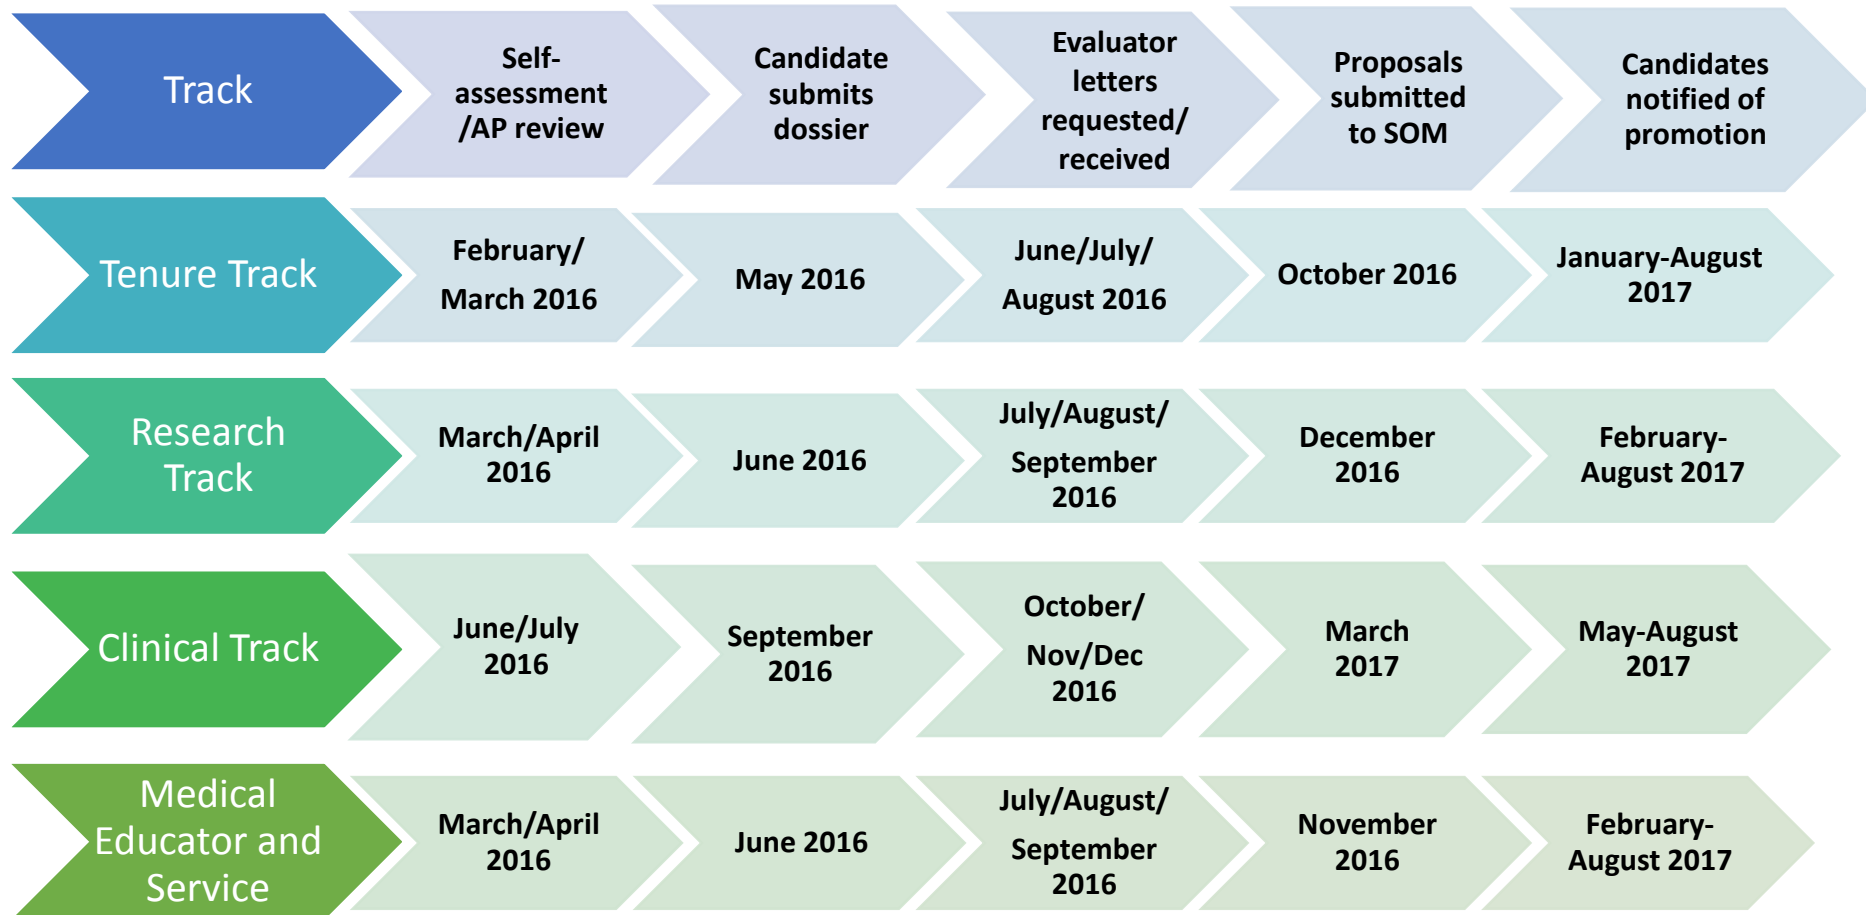 Track
Self-
assessment
/AP review
Candidate
submits
dossier
Evaluator
letters
requested/
received
Proposals
submitted
to SOM
Candidates
notified of
promotion
Tenure Track
February/
March 2016
May 2016
June/July/
August 2016
October 2016
January-August
2017
Research
Track
March/April
2016
June 2016
July/August/
September
2016
December
2016
February-
August 2017
Clinical Track
June/July
2016
September
2016
October/
Nov/Dec
2016
March
2017
May-August
2017
Medical
Educator and
Service
March/April
2016
June 2016
July/August/
September
2016
November
2016
February-
August 2017